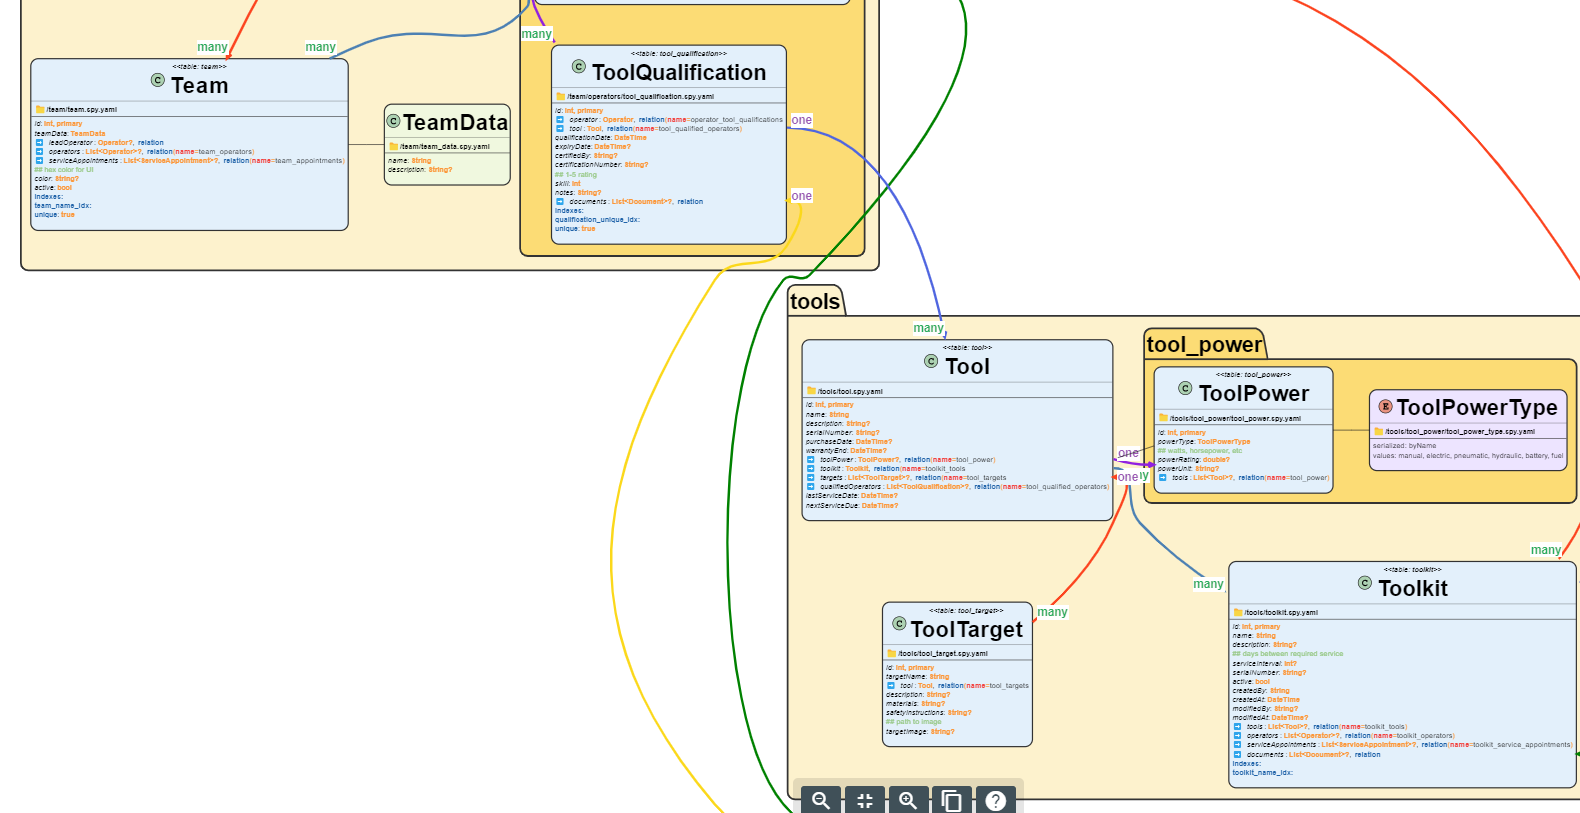 many
many
<<table: team>>
C Team
/team/team.spy.yaml
id: int, primary
teamData: TeamData
leadOperator : Operator?, relation
operators : List<Operator>?, relation(name=team_operators)
serviceAppointments : List<ServiceAppointment>?, relation(name=team_appointments)
## hex color for UI
color: String?
active: bool
indexes:
team_name_idx:
unique: true
C TeamData
/team/team_data.spy.yaml
name: String
description: String?
many
<<table: tool_qualification>>
C ToolQualification
/team/operators/tool_qualification.spy.yaml
id: int, primary
operator : Operator, relation(name=operator_tool_qualifications
tool : Tool, relation(name=tool_qualified_operators)
qualificationDate: DateTime
expiryDate: DateTime?
certifiedBy: String?
certificationNumber: String?
## 1-5 rating
skill: int
notes: String?
documents : List<Document>?, relation
indexes:
qualification_unique_idx:
unique: true
one
one
tools
many
<<table: tool>>
C Tool
/tools/tool.spy.yaml
id: int, primary
name: String
description: String?
serialNumber: String?
purchaseDate: DateTime?
warrantyEnd: DateTime?
toolPower : ToolPower?, relation(name=tool_power)
toolkit : Toolkit, relation(name=toolkit_tools
targets : List<ToolTarget>?, relation(name=tool_targets
qualifiedOperators : List<ToolQualification>?, relation(name=tool_qualified_operators)
lastServiceDate: DateTime?
nextServiceDue: DateTime?
one
one
y
tool_power
<<table: tool_power>>
C ToolPower
/tools/tool_power/tool_power.spy.yaml
id: int, primary
powerType: ToolPowerType
## watts, horsepower, etc
powerRating: double?
powerUnit: String?
tools : List<Tool>?, relation(name=tool_power)
E ToolPowerType
/tools/tool_power/tool_power_type.spy.yaml
serialized: byName
values: manual, electric, pneumatic, hydraulic, battery, fuel
many
<<table: tool_target>>
C ToolTarget
/tools/tool_target.spy.yaml
id: int, primary
targetName: String
tool : Tool, relation(name=tool_targets
description: String?
materials: String?
safetyInstructions: String?
## path to image
targetImage: String?
many
many
<<table: toolkit>>
C Toolkit
/tools/toolkit.spy.yaml
id: int, primary
name: String
description: String?
## days between required service
serviceInterval: int?
serialNumber: String?
active: bool
createdBy: String
createdAt: DateTime
modifiedBy: String?
modifiedAt: DateTime?
tools : List<Tool>?, relation(name=toolkit_tools)
operators : List<Operator>?, relation(name=toolkit_operators)
serviceAppointments : List<ServiceAppointment>?, relation(name=toolkit_service_appointments)
documents : List<Document>?, relation
indexes:
toolkit_name_idx: